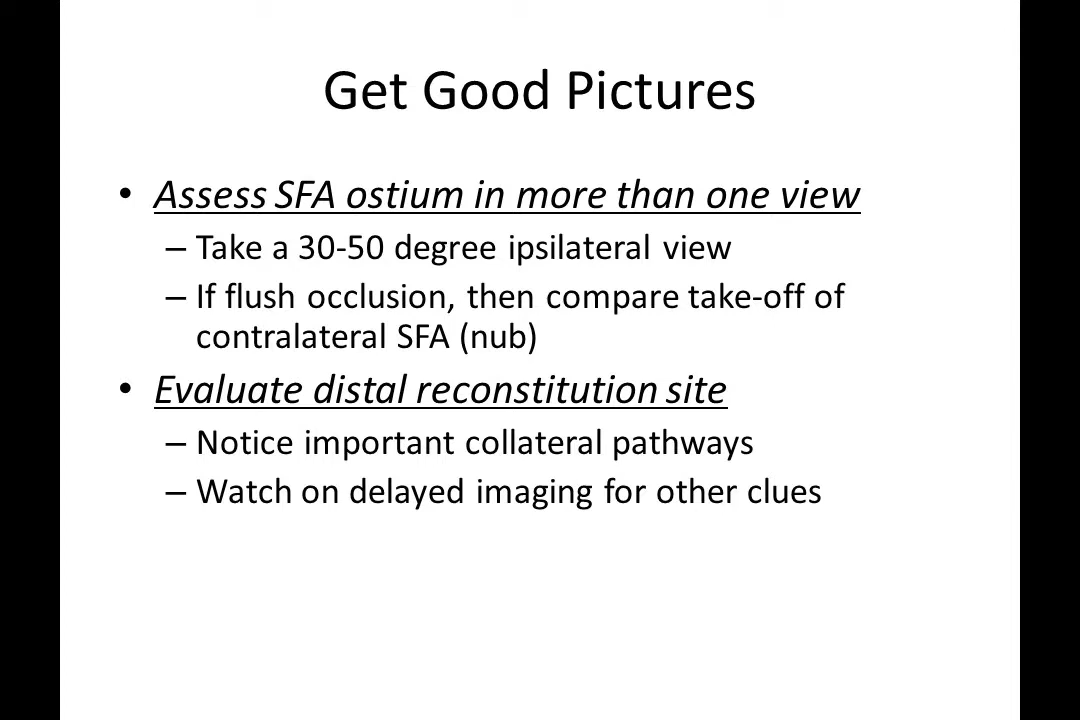 Get Good Pictures
• Assess SFA ostium in more than one view
– Take a 30-50 degree ipsilateral view
– If flush occlusion, then compare take-off of
contralateral SFA (nub)
• Evaluate distal reconstitution site
– Notice important collateral pathways
– Watch on delayed imaging for other clues